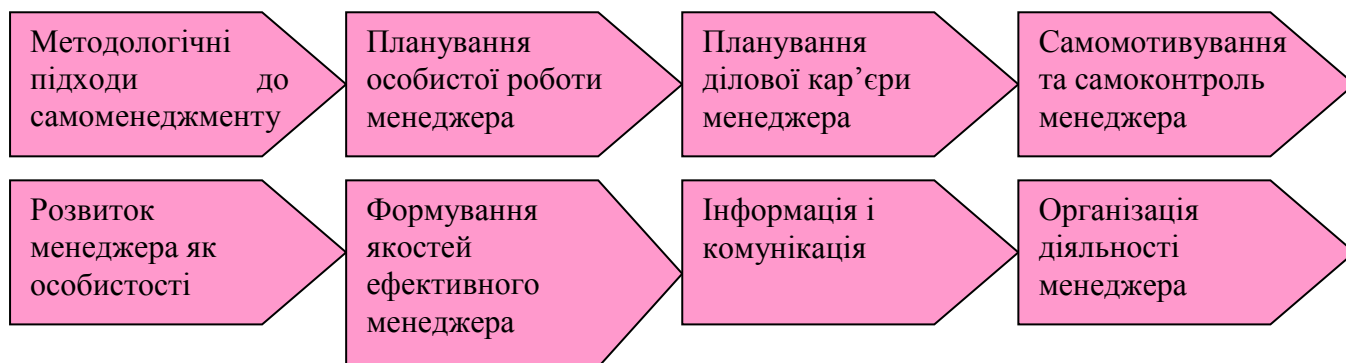 Методологічні
підходи до
самоменеджменту
Планування
особистої роботи
менеджера
Планування
ділової кар’єри
менеджера
Самомотивування
та самоконтроль
менеджера
Розвиток
менеджера як
особистості
Формування
якостей
ефективного
менеджера
Інформація і
комунікація
Організація
діяльності
менеджера